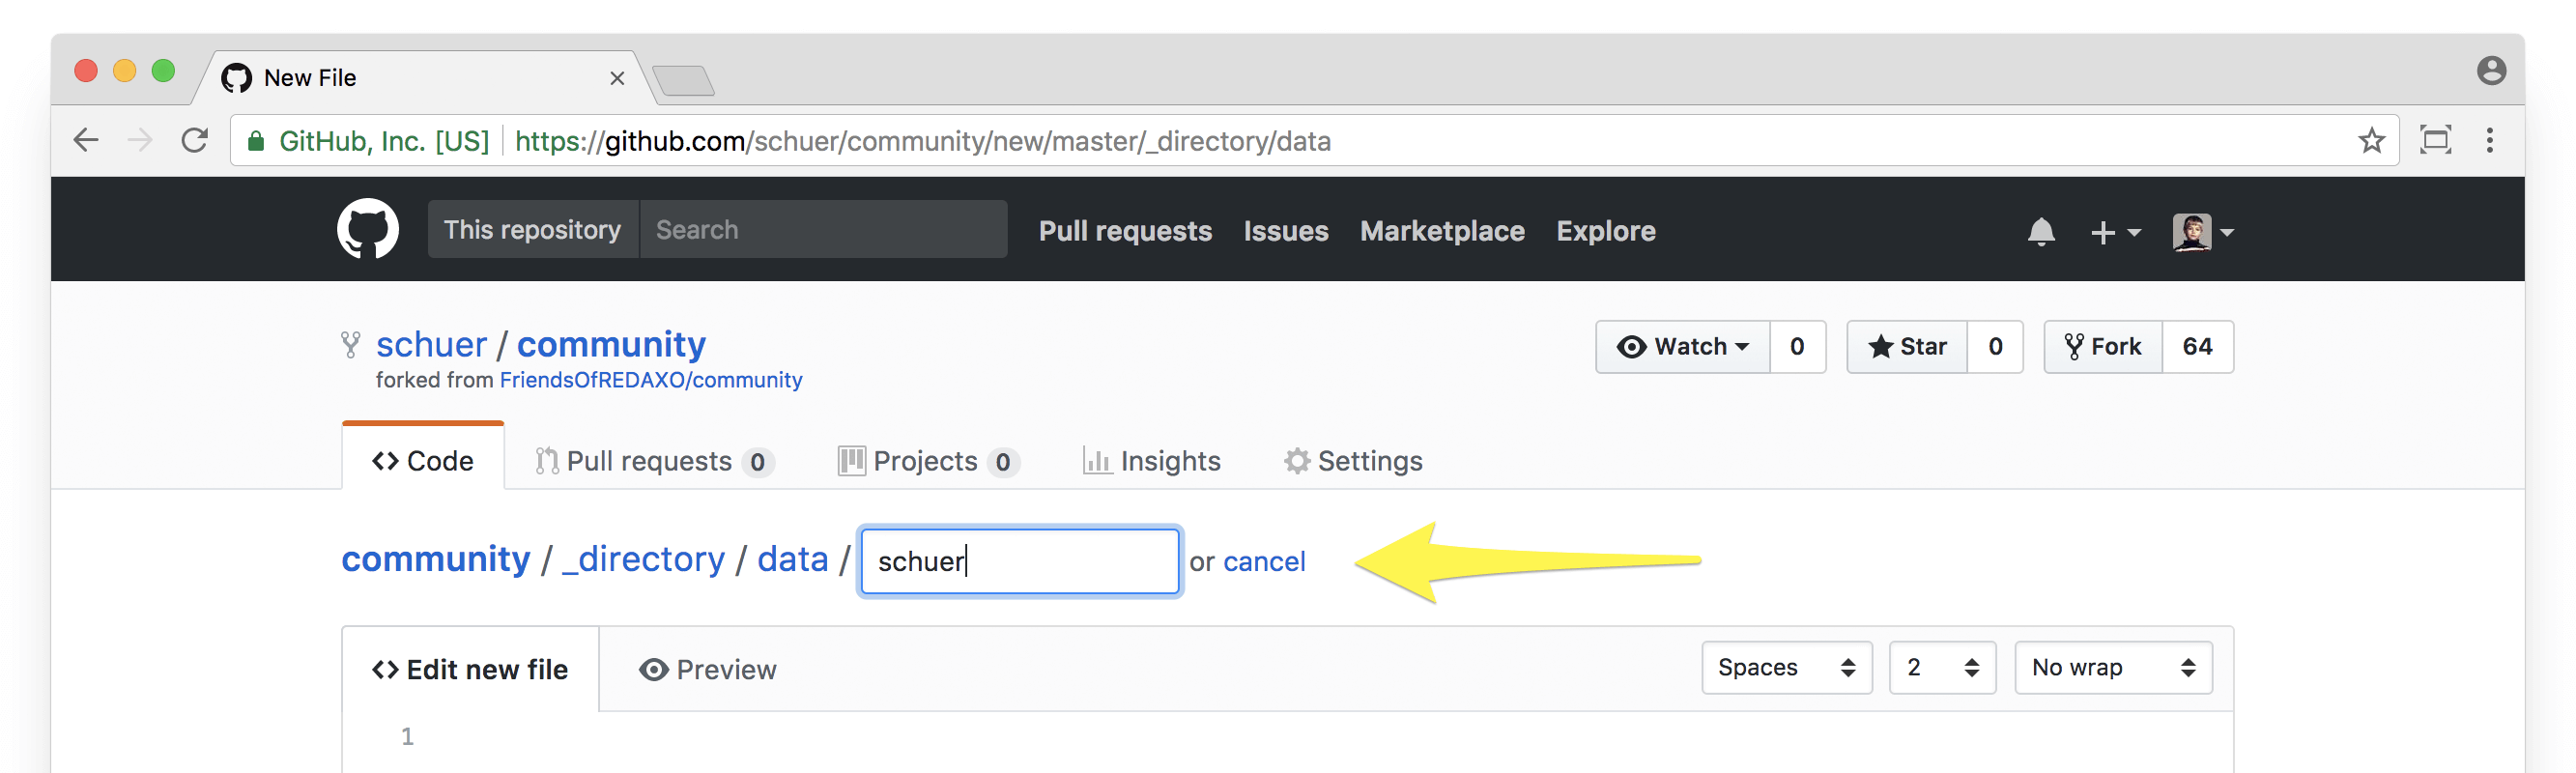 New File
GitHub, Inc. [US] https://github.com/schuer/community/new/master/_directory/data
This repository Search Pull requests Issues Marketplace Explore
schuer / community Watch 0 Star 0 Fork 64
forked from FriendsOfREDAXO/community
Code Pull requests 0 Projects 0 Insights Settings
community / _directory / data / schuer or cancel
Edit new file Preview Spaces 2 No wrap
1